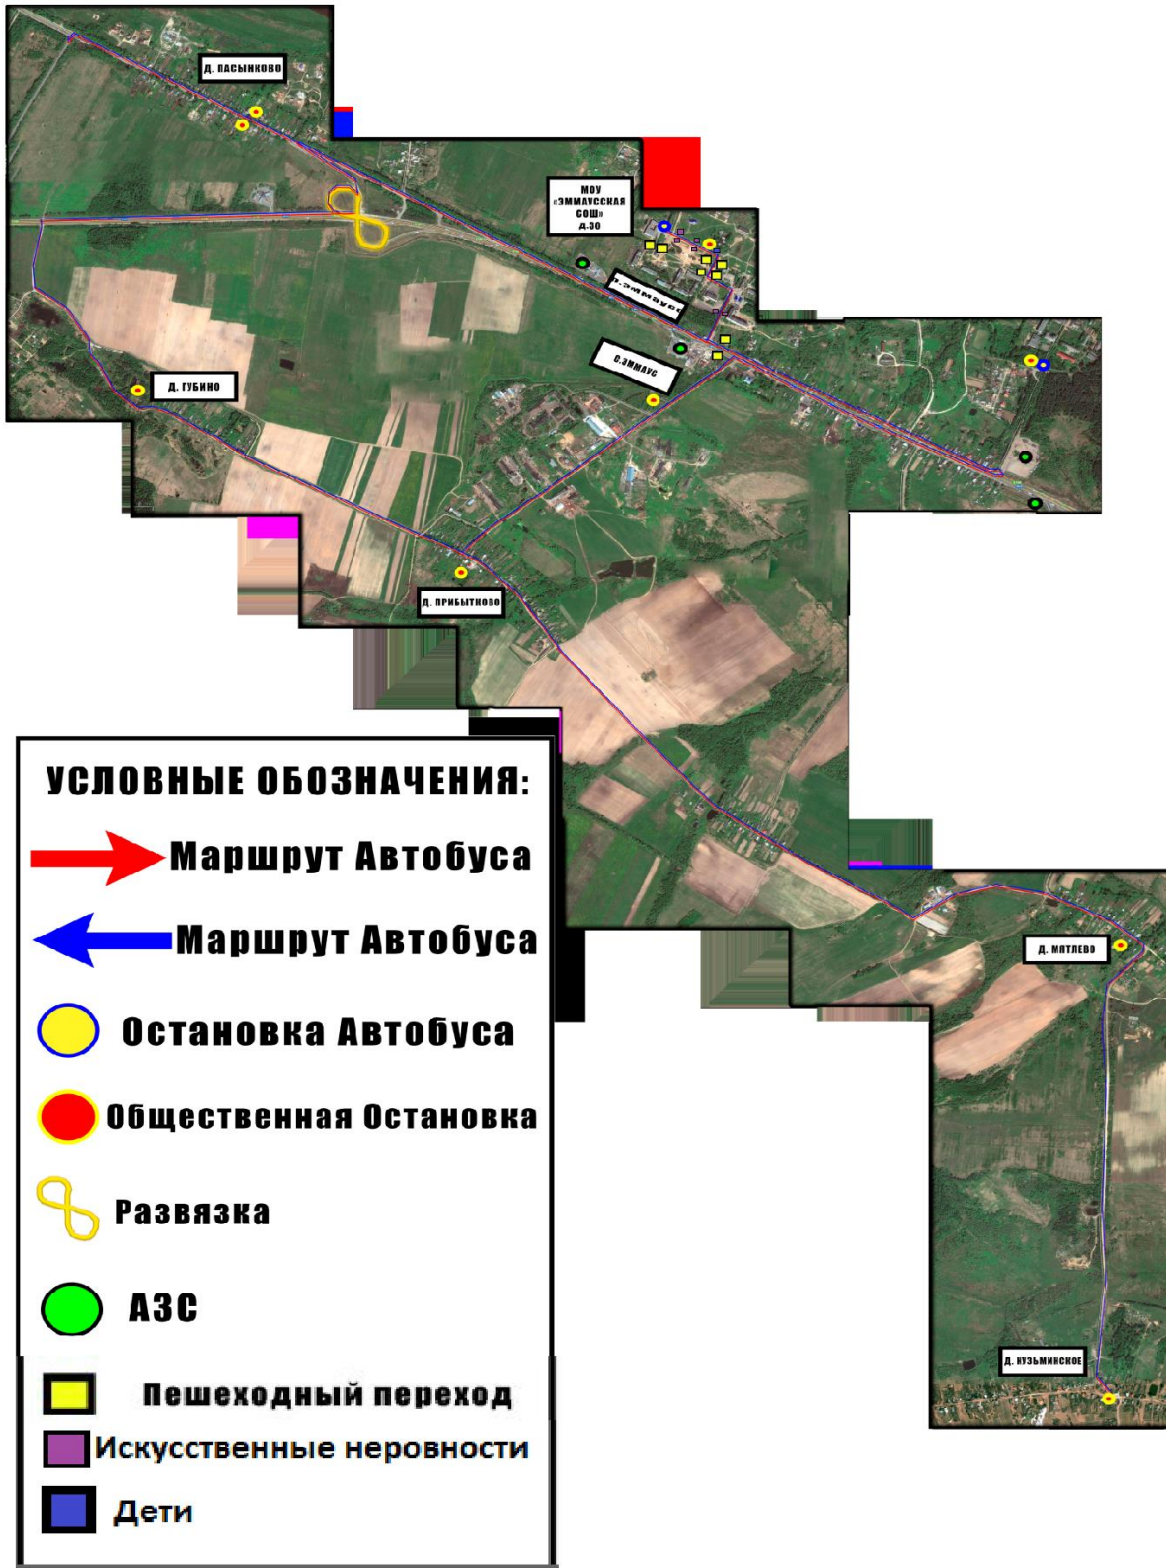 Д. ПАСЫНКОВО
МОУ
«ЭММАУССКАЯ
СОШ»
Д.30
С.ЭММАУС
Д. ГУБИНО
Д. ПРИБЫТКОВО
Д. МЯТЛЕВО
Д. КУЗЬМИНСКОЕ
УСЛОВНЫЕ ОБОЗНАЧЕНИЯ:
Маршрут Автобуса
Маршрут Автобуса
Остановка Автобуса
Общественная Остановка
Развязка
АЗС
Пешеходный переход
Искусственные неровности
Дети